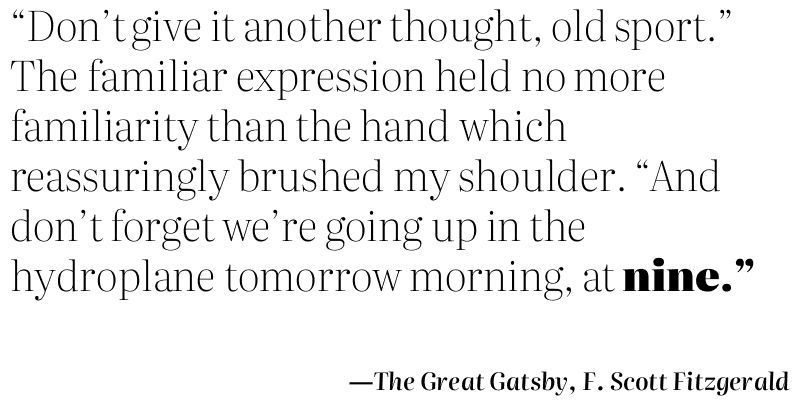 “Don’t give it another thought, old sport.”
The familiar expression held no more
familiarity than the hand which
reassuringly brushed my shoulder. “And
don’t forget we’re going up in the
hydroplane tomorrow morning, at nine.”
—The Great Gatsby, F. Scott Fitzgerald